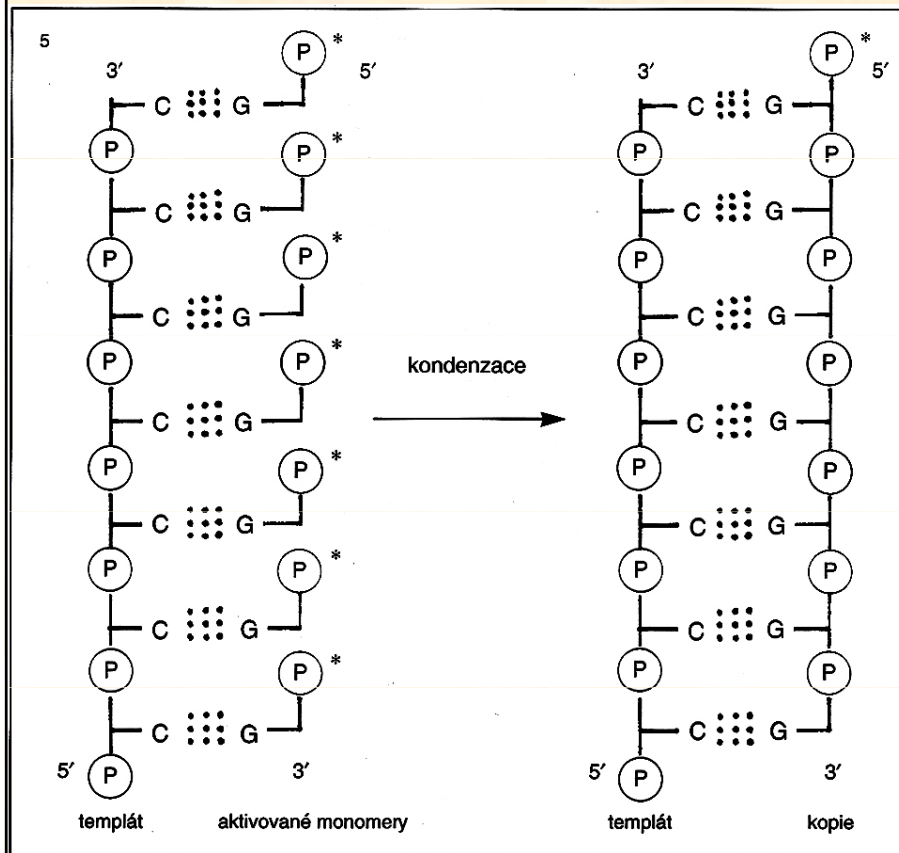 5 P * P *
3′ 5′ 3′ 5′
C G C G
P P * P P
C G C G
P P * P P
C G C G
P P * P P
kondenzace
C G C G
P P * P P
C G C G
P P * P P
C G C G
P P * P P
C G C G
5′ P 3′ 5′ P 3′
templát aktivované monomery templát kopie